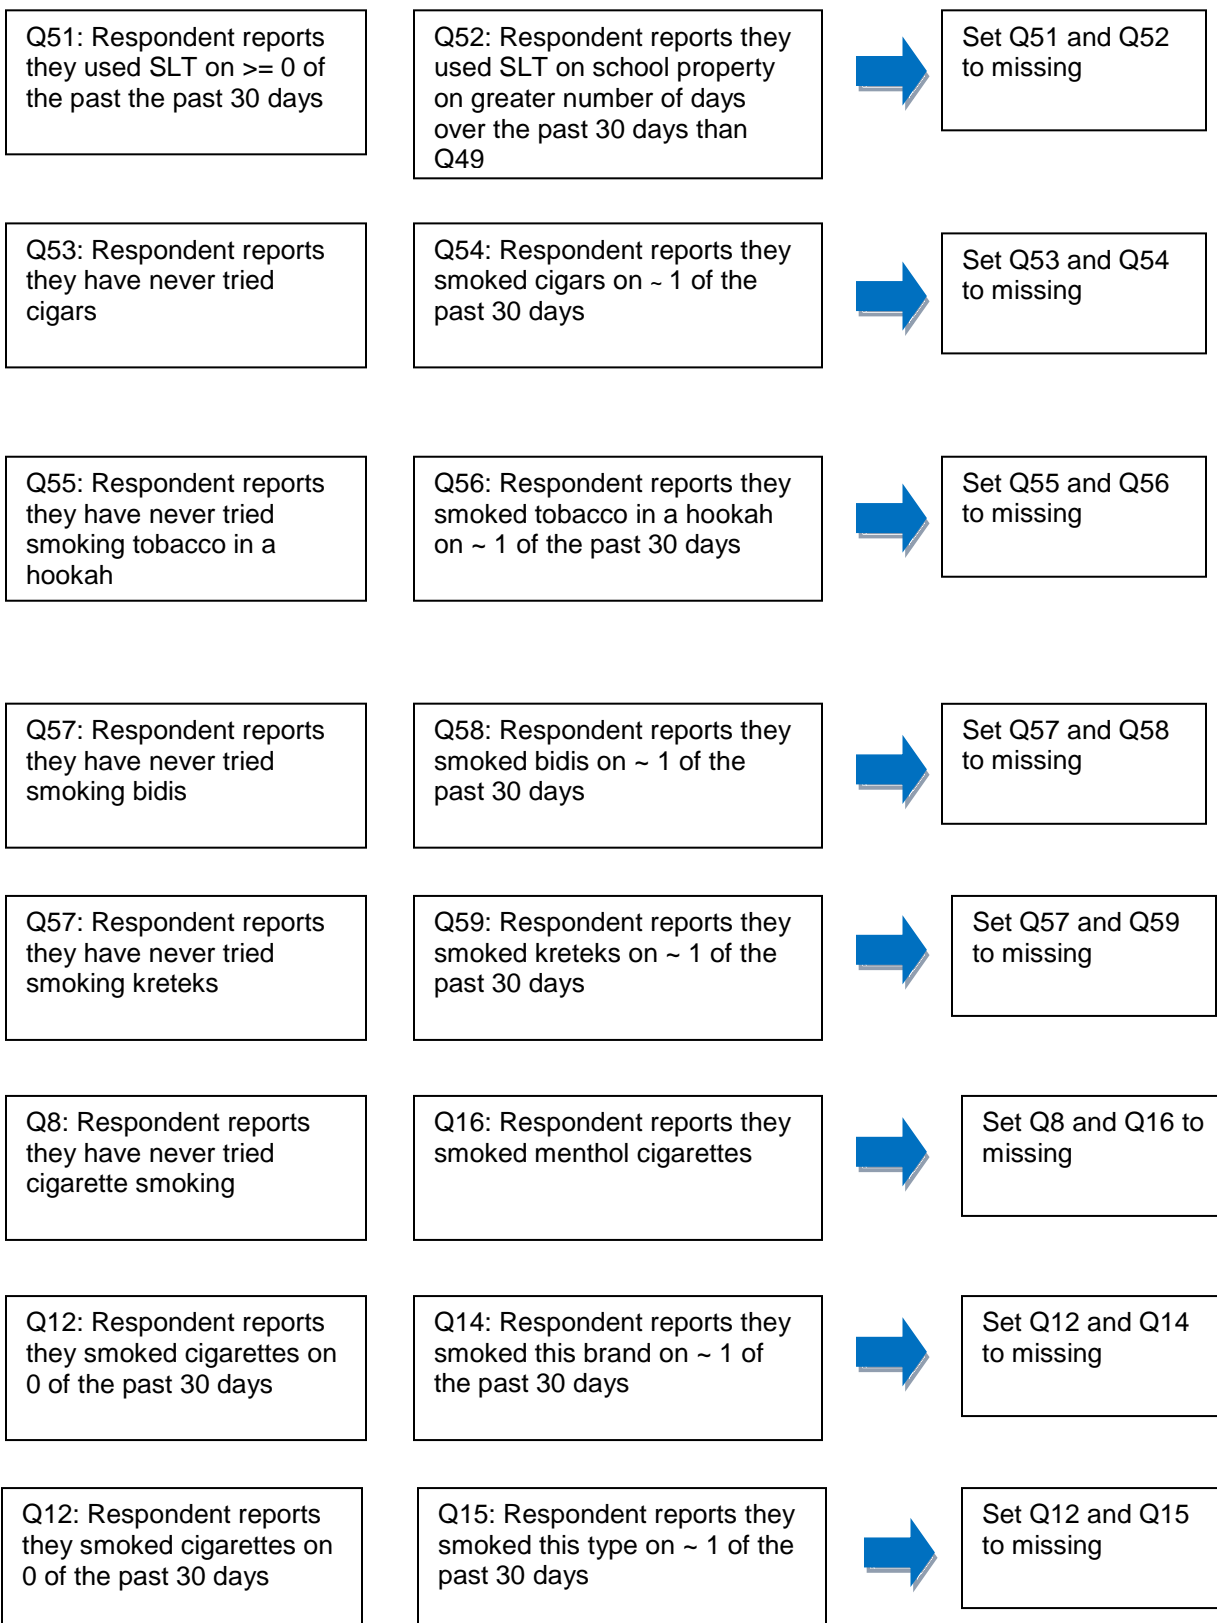 Q51: Respondent reports
they used SLT on >= 0 of
the past the past 30 days
Q52: Respondent reports they
used SLT on school property
on greater number of days
over the past 30 days than
Q49
Set Q51 and Q52
to missing
Q53: Respondent reports
they have never tried
cigars
Q54: Respondent reports they
smoked cigars on ~ 1 of the
past 30 days
Set Q53 and Q54
to missing
Q55: Respondent reports
they have never tried
smoking tobacco in a
hookah
Q56: Respondent reports they
smoked tobacco in a hookah
on ~ 1 of the past 30 days
Set Q55 and Q56
to missing
Q57: Respondent reports
they have never tried
smoking bidis
Q58: Respondent reports they
smoked bidis on ~ 1 of the
past 30 days
Set Q57 and Q58
to missing
Q57: Respondent reports
they have never tried
smoking kreteks
Q59: Respondent reports they
smoked kreteks on ~ 1 of the
past 30 days
Set Q57 and Q59
to missing
Q8: Respondent reports
they have never tried
cigarette smoking
Q16: Respondent reports they
smoked menthol cigarettes
Set Q8 and Q16 to
missing
Q12: Respondent reports
they smoked cigarettes on
0 of the past 30 days
Q14: Respondent reports they
smoked this brand on ~ 1 of
the past 30 days
Set Q12 and Q14
to missing
Q12: Respondent reports
they smoked cigarettes on
0 of the past 30 days
Q15: Respondent reports they
smoked this type on ~ 1 of the
past 30 days
Set Q12 and Q15
to missing